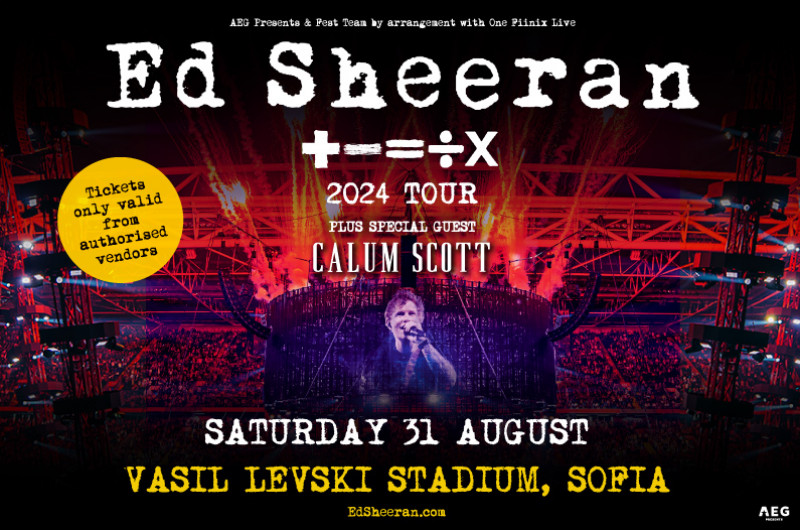 AEG Presents & Fest Team by arrangement with One Fiinix Live
Ed Sheeran
+-=÷x
2024 TOUR
PLUS SPECIAL GUEST
CALUM SCOTT
Tickets
only valid
from
authorised
vendors
SATURDAY 31 AUGUST
VASIL LEVSKI STADIUM, SOFIA
EdSheeran.com
AEG
PRESENTS